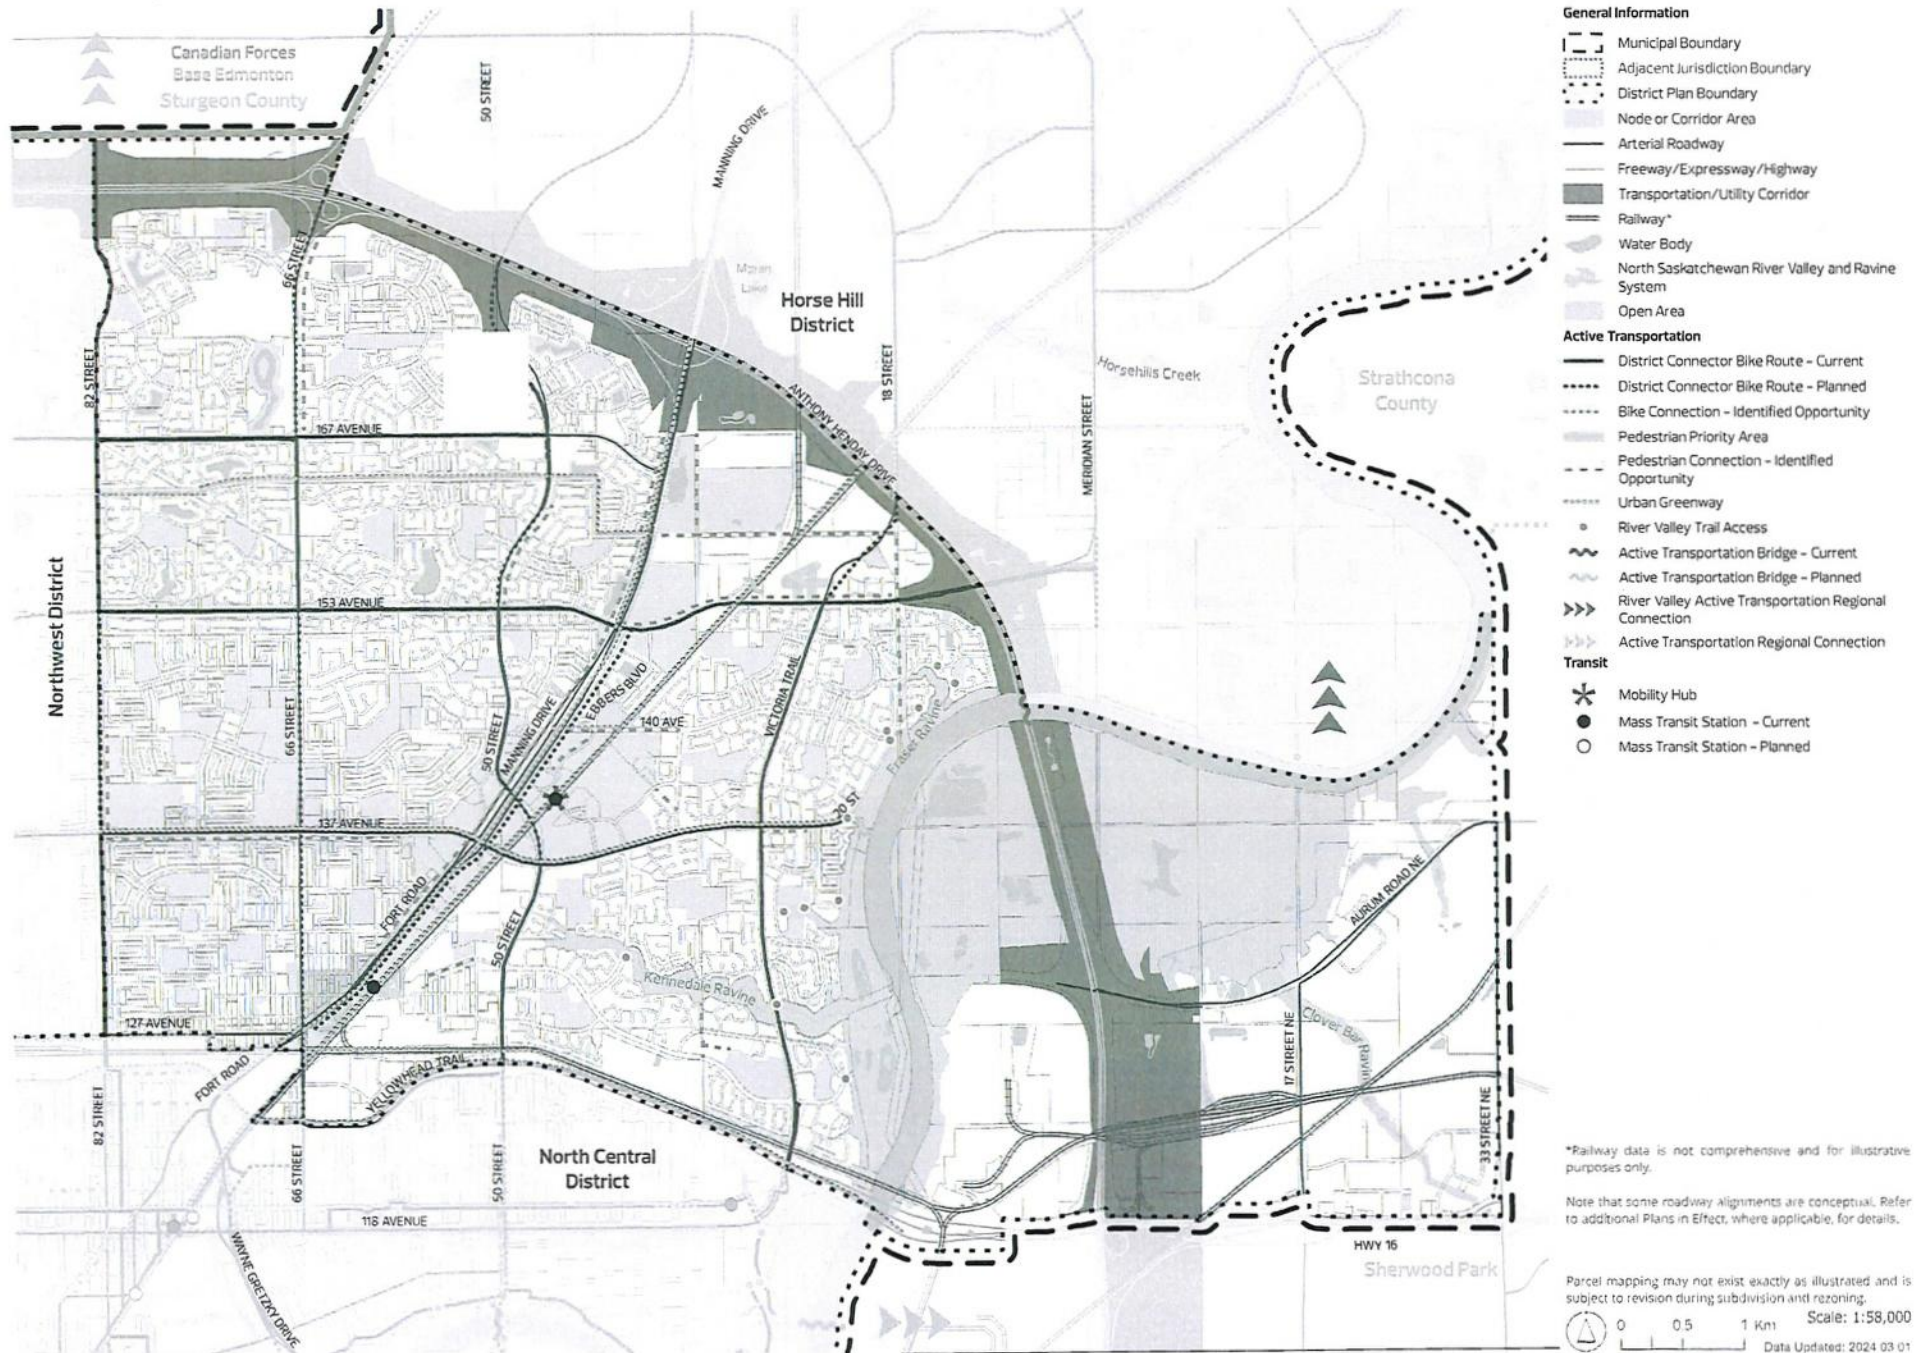 Canadian Forces
Base Edmonton
Sturgeon County
50 STREET
MANNING DRIVE
66 STREET
Moran
Lake
Horse Hill
District
82 STREET
18 STREET
Horsehills Creek
Strathcona
County
167 AVENUE
ANTHONY HENDAY DRIVE
MERIDIAN STREET
Northwest District
153 AVENUE
66 STREET
50 STREET
MANNING DRIVE
EBBERS BLVD
140 AVE
VICTORIA TRAIL
Fraser Ravine
137 AVENUE
20 ST
FORT ROAD
50 STREET
AURUM ROAD NE
Kennedale Ravine
127 AVENUE
17 STREET NE
Clover Bar Ravine
FORT ROAD
YELLOWHEAD TRAIL
82 STREET
66 STREET
50 STREET
North Central
District
33 STREET NE
118 AVENUE
WAYNE GRETZKY DRIVE
HWY 16
Sherwood Park
General Information
Municipal Boundary
Adjacent Jurisdiction Boundary
District Plan Boundary
Node or Corridor Area
Arterial Roadway
Freeway/Expressway/Highway
Transportation/Utility Corridor
Railway*
Water Body
North Saskatchewan River Valley and Ravine
System
Open Area
Active Transportation
District Connector Bike Route - Current
District Connector Bike Route - Planned
Bike Connection - Identified Opportunity
Pedestrian Priority Area
Pedestrian Connection - Identified
Opportunity
Urban Greenway
River Valley Trail Access
Active Transportation Bridge - Current
Active Transportation Bridge - Planned
River Valley Active Transportation Regional
Connection
Active Transportation Regional Connection
Transit
Mobility Hub
Mass Transit Station - Current
Mass Transit Station - Planned
*Railway data is not comprehensive and for illustrative
purposes only.
Note that some roadway alignments are conceptual. Refer
to additional Plans in Effect, where applicable, for details.
Parcel mapping may not exist exactly as illustrated and is
subject to revision during subdivision and rezoning.
Scale: 1:58,000
0 0.5 1 Km
Data Updated: 2024 03 01